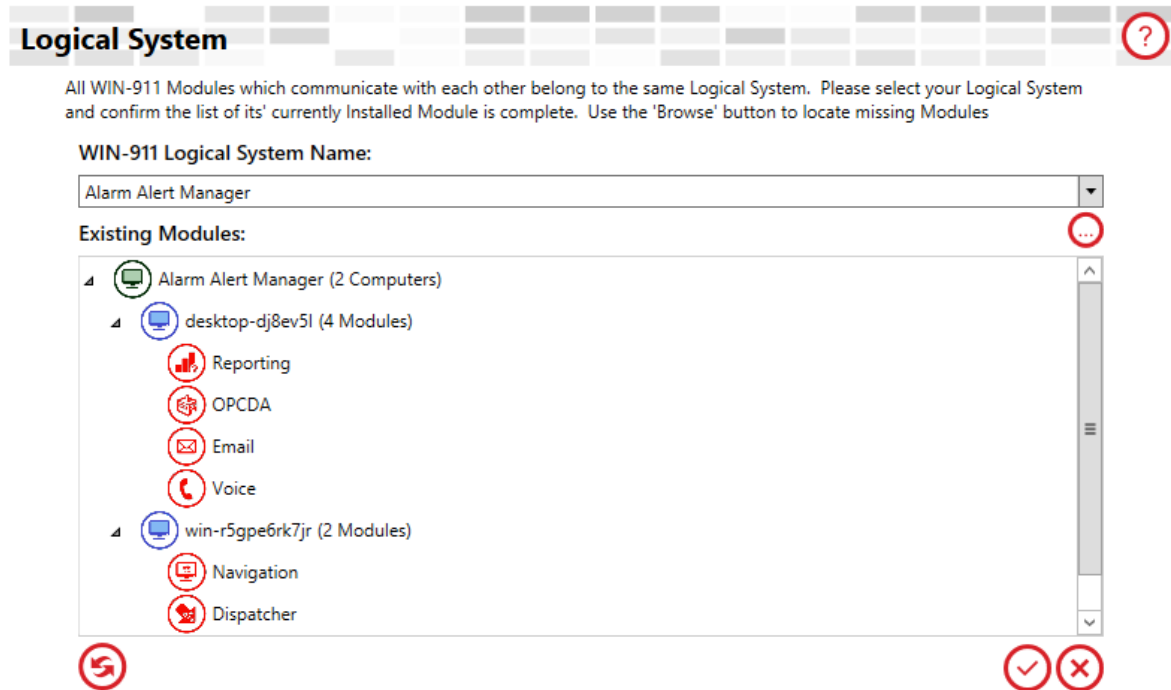 Logical System
?
All WIN-911 Modules which communicate with each other belong to the same Logical System. Please select your Logical System
and confirm the list of its' currently Installed Module is complete. Use the 'Browse' button to locate missing Modules
WIN-911 Logical System Name:
Alarm Alert Manager
Existing Modules:
...
Alarm Alert Manager (2 Computers)
desktop-dj8ev5l (4 Modules)
Reporting
OPCDA
Email
Voice
win-r5gpe6rk7jr (2 Modules)
Navigation
Dispatcher